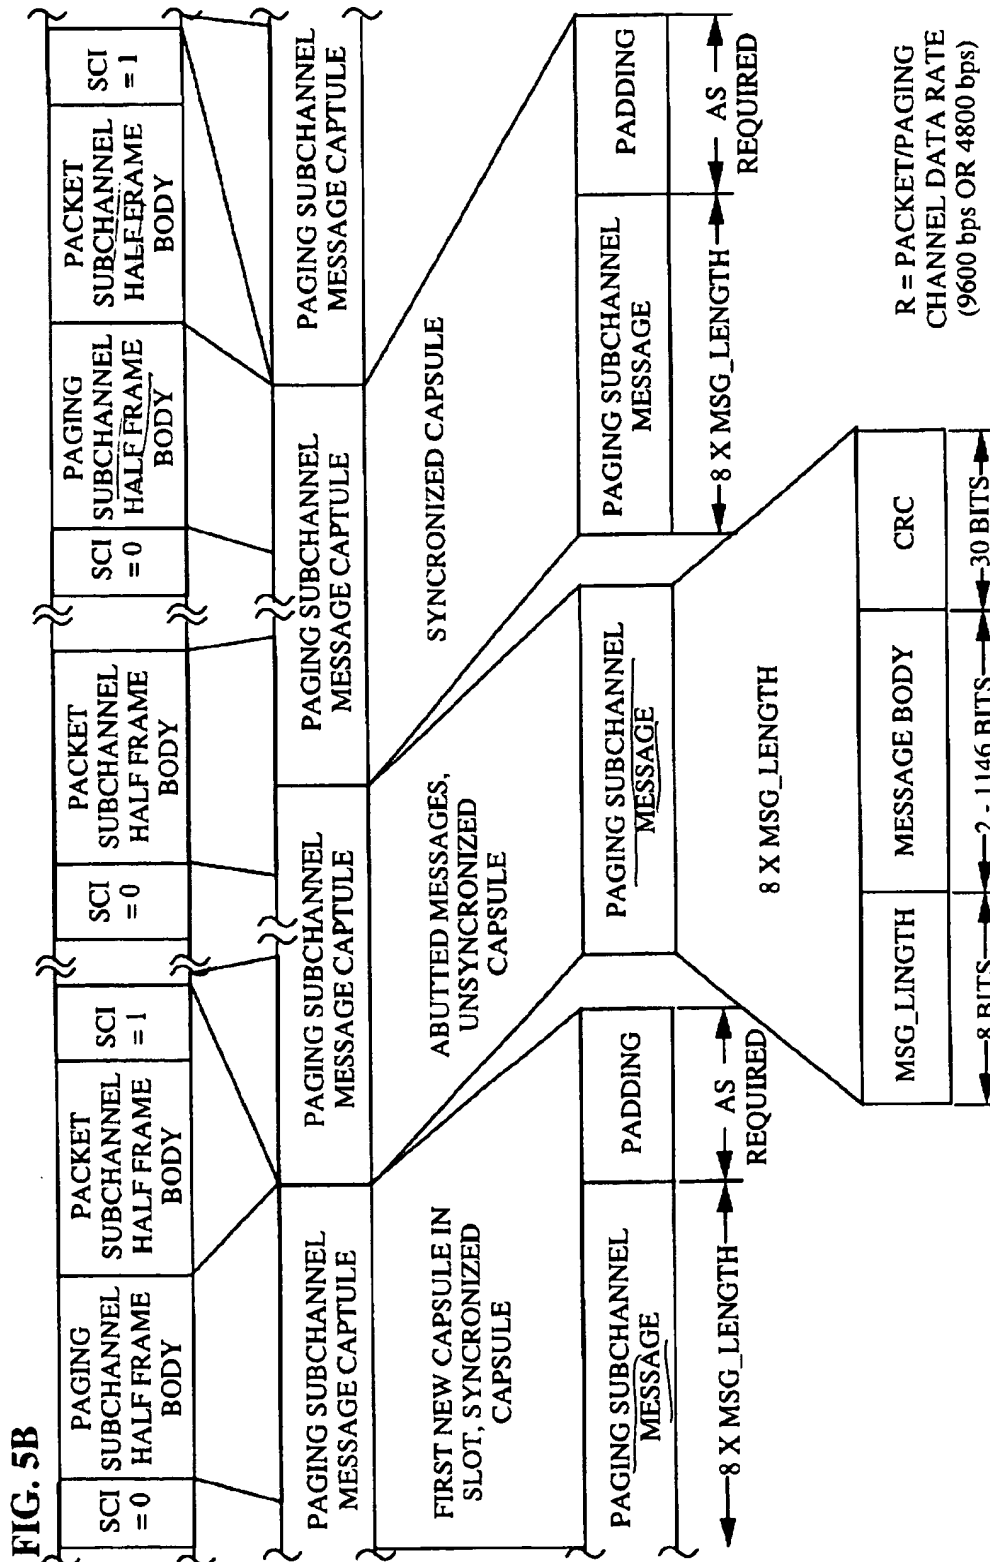 FIG. 5B
SCI
= 0
PAGING
SUBCHANNEL
HALF FRAME
BODY
PACKET
SUBCHANNEL
HALF FRAME
BODY
SCI
= 1
SCI
= 0
PACKET
SUBCHANNEL
HALF FRAME
BODY
SCI
= 0
PAGING
SUBCHANNEL
HALF FRAME
BODY
PACKET
SUBCHANNEL
HALF FRAME
BODY
SCI
= 1
PAGING SUBCHANNEL
MESSAGE CAPTULE
PAGING SUBCHANNEL
MESSAGE CAPTULE
PAGING SUBCHANNEL
MESSAGE CAPTULE
PAGING SUBCHANNEL
MESSAGE CAPTULE
FIRST NEW CAPSULE IN
SLOT, SYNCRONIZED
CAPSULE
ABUTTED MESSAGES,
UNSYNCRONIZED
CAPSULE
SYNCRONIZED CAPSULE
PAGING SUBCHANNEL
MESSAGE
PADDING
PAGING SUBCHANNEL
MESSAGE
PAGING SUBCHANNEL
MESSAGE
PADDING
8 X MSG_LENGTH
AS
REQUIRED
8 X MSG_LENGTH
8 X MSG_LENGTH
AS
REQUIRED
MSG_LINGTH
MESSAGE BODY
CRC
8 BITS
2 - 1146 BITS
30 BITS
R = PACKET/PAGING
CHANNEL DATA RATE
(9600 bps OR 4800 bps)